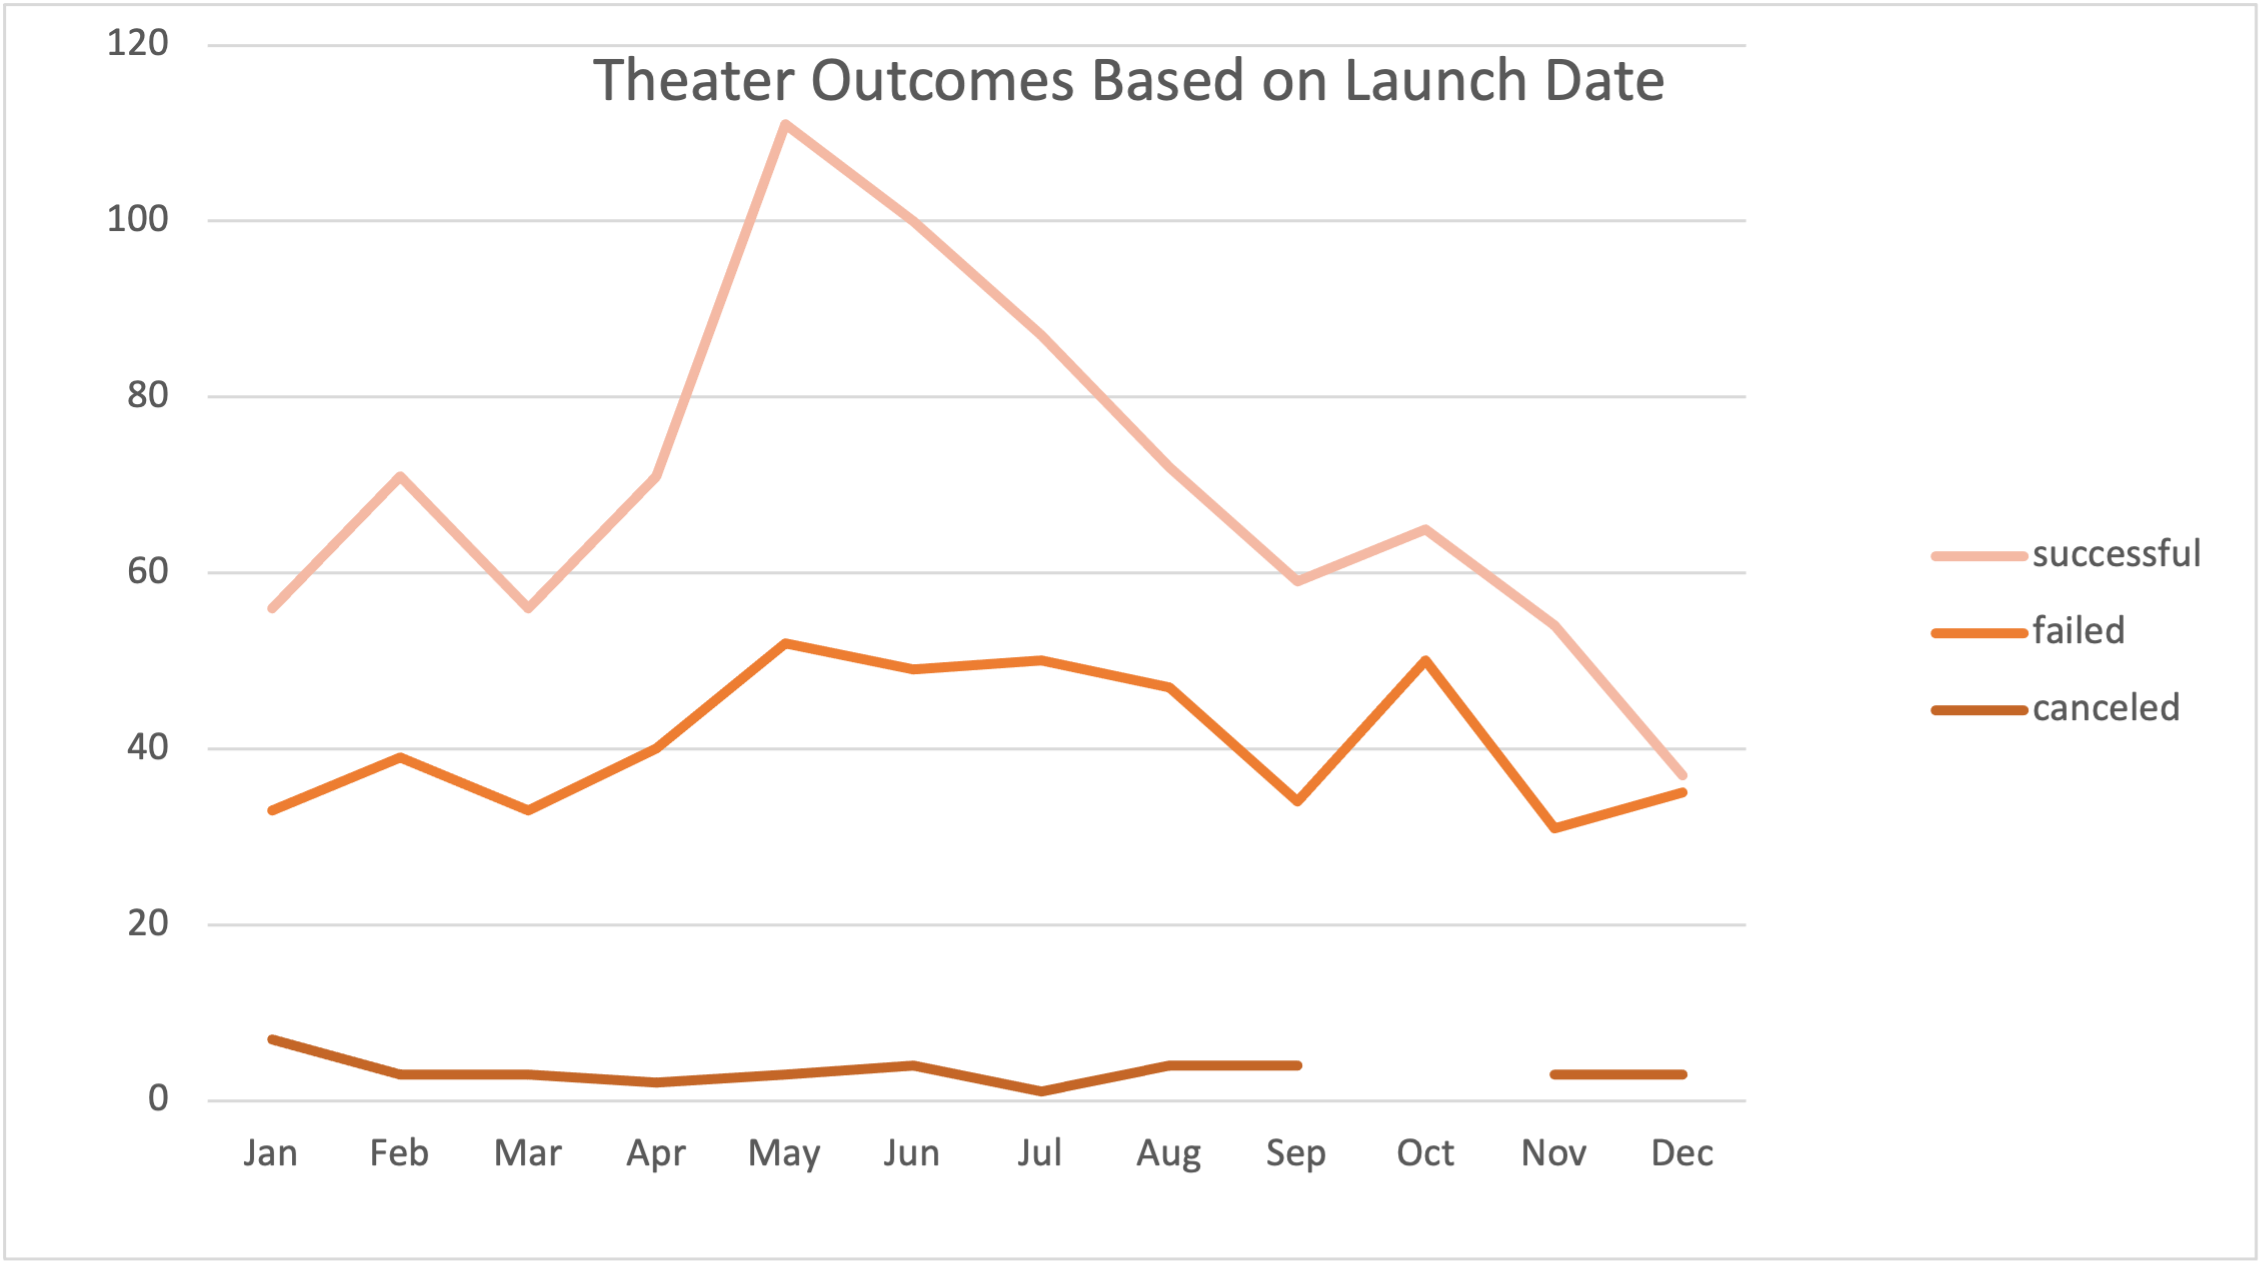 Theater Outcomes Based on Launch Date
120
100
80
60
40
20
0
Jan Feb Mar Apr May Jun Jul Aug Sep Oct Nov Dec
successful
failed
canceled